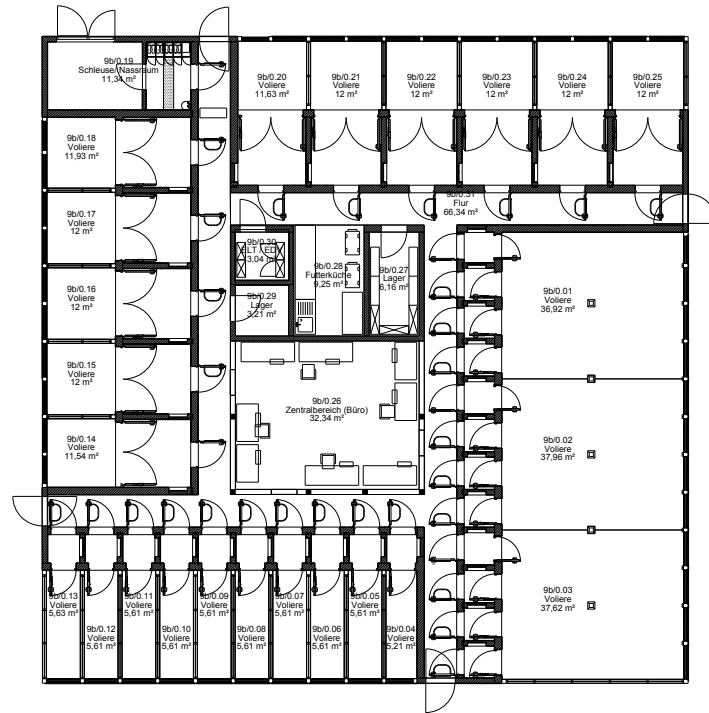 9b/0.19
Schleuse/Nassraum
11,34 m²
9b/0.20
Voliere
11,63 m²
9b/0.21
Voliere
12 m²
9b/0.22
Voliere
12 m²
9b/0.23
Voliere
12 m²
9b/0.24
Voliere
12 m²
9b/0.25
Voliere
12 m²
9b/0.18
Voliere
11,93 m²
9b/0.31
Flur
66,34 m²
9b/0.17
Voliere
12 m²
9b/0.30
ELT / EDV
3,04 m²
9b/0.28
Futterküche
9,25 m²
9b/0.27
Lager
6,16 m²
9b/0.16
Voliere
12 m²
9b/0.29
Lager
3,21 m²
9b/0.01
Voliere
36,92 m²
9b/0.15
Voliere
12 m²
9b/0.26
Zentralbereich (Büro)
32,34 m²
9b/0.14
Voliere
11,54 m²
9b/0.02
Voliere
37,96 m²
9b/0.13
Voliere
5,63 m²
9b/0.12
Voliere
5,61 m²
9b/0.11
Voliere
5,61 m²
9b/0.10
Voliere
5,61 m²
9b/0.09
Voliere
5,61 m²
9b/0.08
Voliere
5,61 m²
9b/0.07
Voliere
5,61 m²
9b/0.06
Voliere
5,61 m²
9b/0.05
Voliere
5,61 m²
9b/0.04
Voliere
5,21 m²
9b/0.03
Voliere
37,62 m²